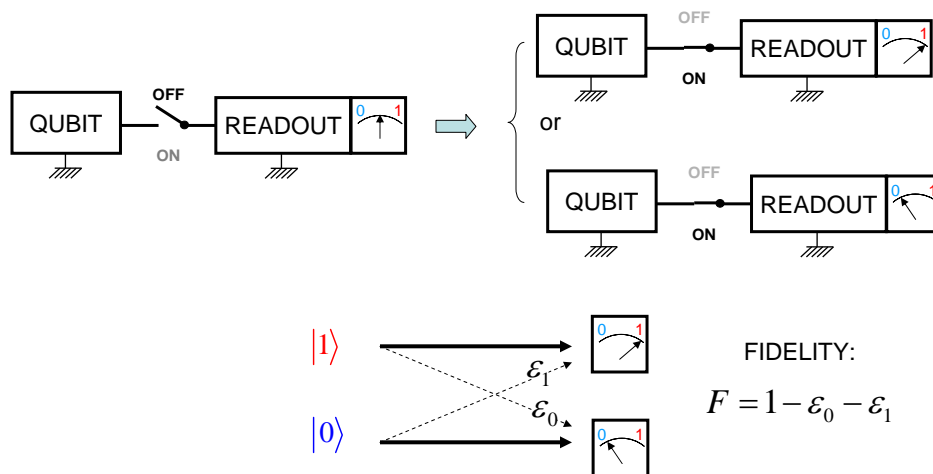 OFF
0 1
QUBIT
READOUT
ON
or
OFF
0 1
QUBIT
READOUT
ON
OFF
0 1
QUBIT
READOUT
ON
|1⟩
0 1
ε₁
FIDELITY:
ε₀
F = 1 − ε₀ − ε₁
|0⟩
0 1